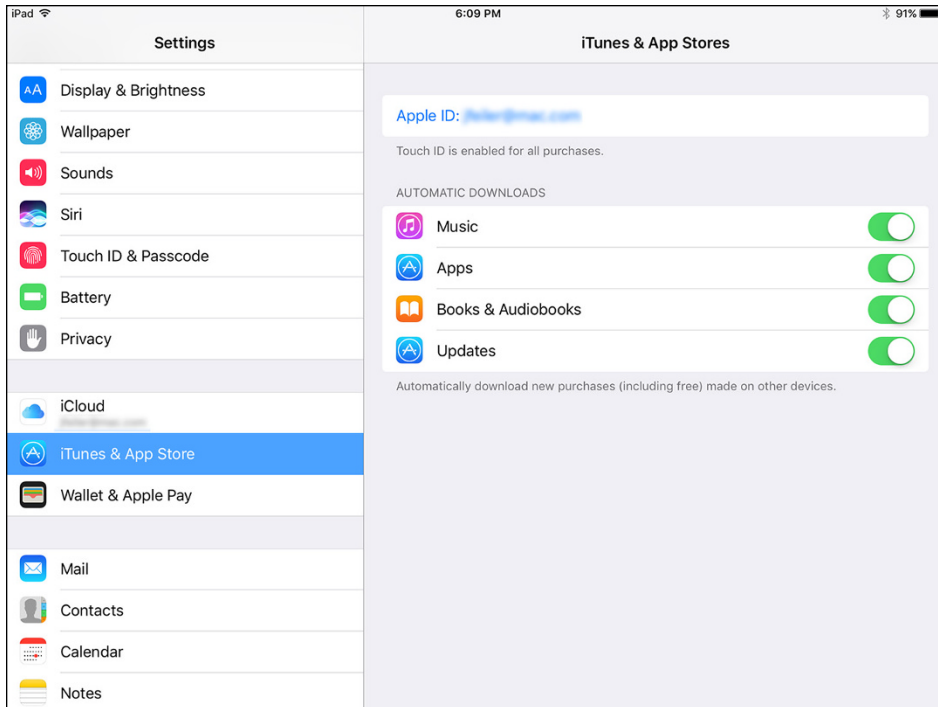 iPad
6:09 PM
91%
Settings
Display & Brightness
Wallpaper
Sounds
Siri
Touch ID & Passcode
Battery
Privacy
iCloud
iTunes & App Store
Wallet & Apple Pay
Mail
Contacts
Calendar
Notes
iTunes & App Stores
Apple ID:
Touch ID is enabled for all purchases.
AUTOMATIC DOWNLOADS
Music
Apps
Books & Audiobooks
Updates
Automatically download new purchases (including free) made on other devices.